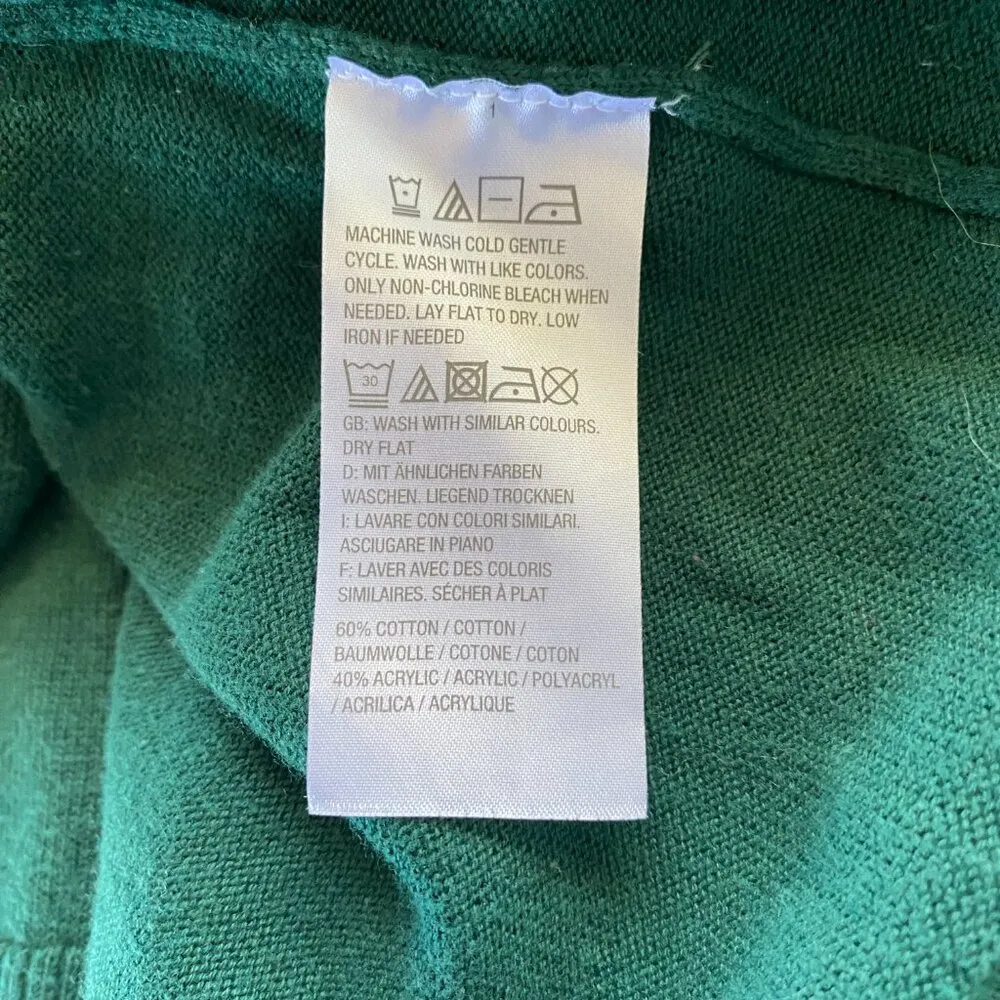 1
MACHINE WASH COLD GENTLE
CYCLE. WASH WITH LIKE COLORS.
ONLY NON-CHLORINE BLEACH WHEN
NEEDED. LAY FLAT TO DRY. LOW
IRON IF NEEDED
30
GB: WASH WITH SIMILAR COLOURS.
DRY FLAT
D: MIT ÄHNLICHEN FARBEN
WASCHEN. LIEGEND TROCKNEN
I: LAVARE CON COLORI SIMILARI.
ASCIUGARE IN PIANO
F: LAVER AVEC DES COLORIS
SIMILAIRES. SÉCHER À PLAT
60% COTTON / COTTON /
BAUMWOLLE / COTONE / COTON
40% ACRYLIC / ACRYLIC / POLYACRYL
/ ACRILICA / ACRYLIQUE